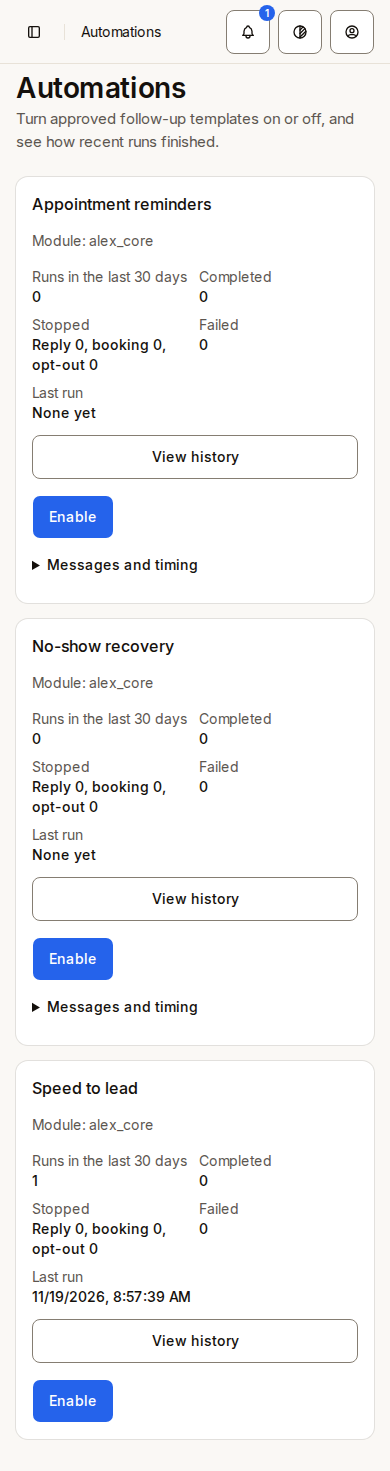 Automations
1
Automations
Turn approved follow-up templates on or off, and
see how recent runs finished.
Appointment reminders
Module: alex_core
Runs in the last 30 days Completed
0 0
Stopped Failed
Reply 0, booking 0, 0
opt-out 0
Last run
None yet
View history
Enable
Messages and timing
No-show recovery
Module: alex_core
Runs in the last 30 days Completed
0 0
Stopped Failed
Reply 0, booking 0, 0
opt-out 0
Last run
None yet
View history
Enable
Messages and timing
Speed to lead
Module: alex_core
Runs in the last 30 days Completed
1 0
Stopped Failed
Reply 0, booking 0, 0
opt-out 0
Last run
11/19/2026, 8:57:39 AM
View history
Enable